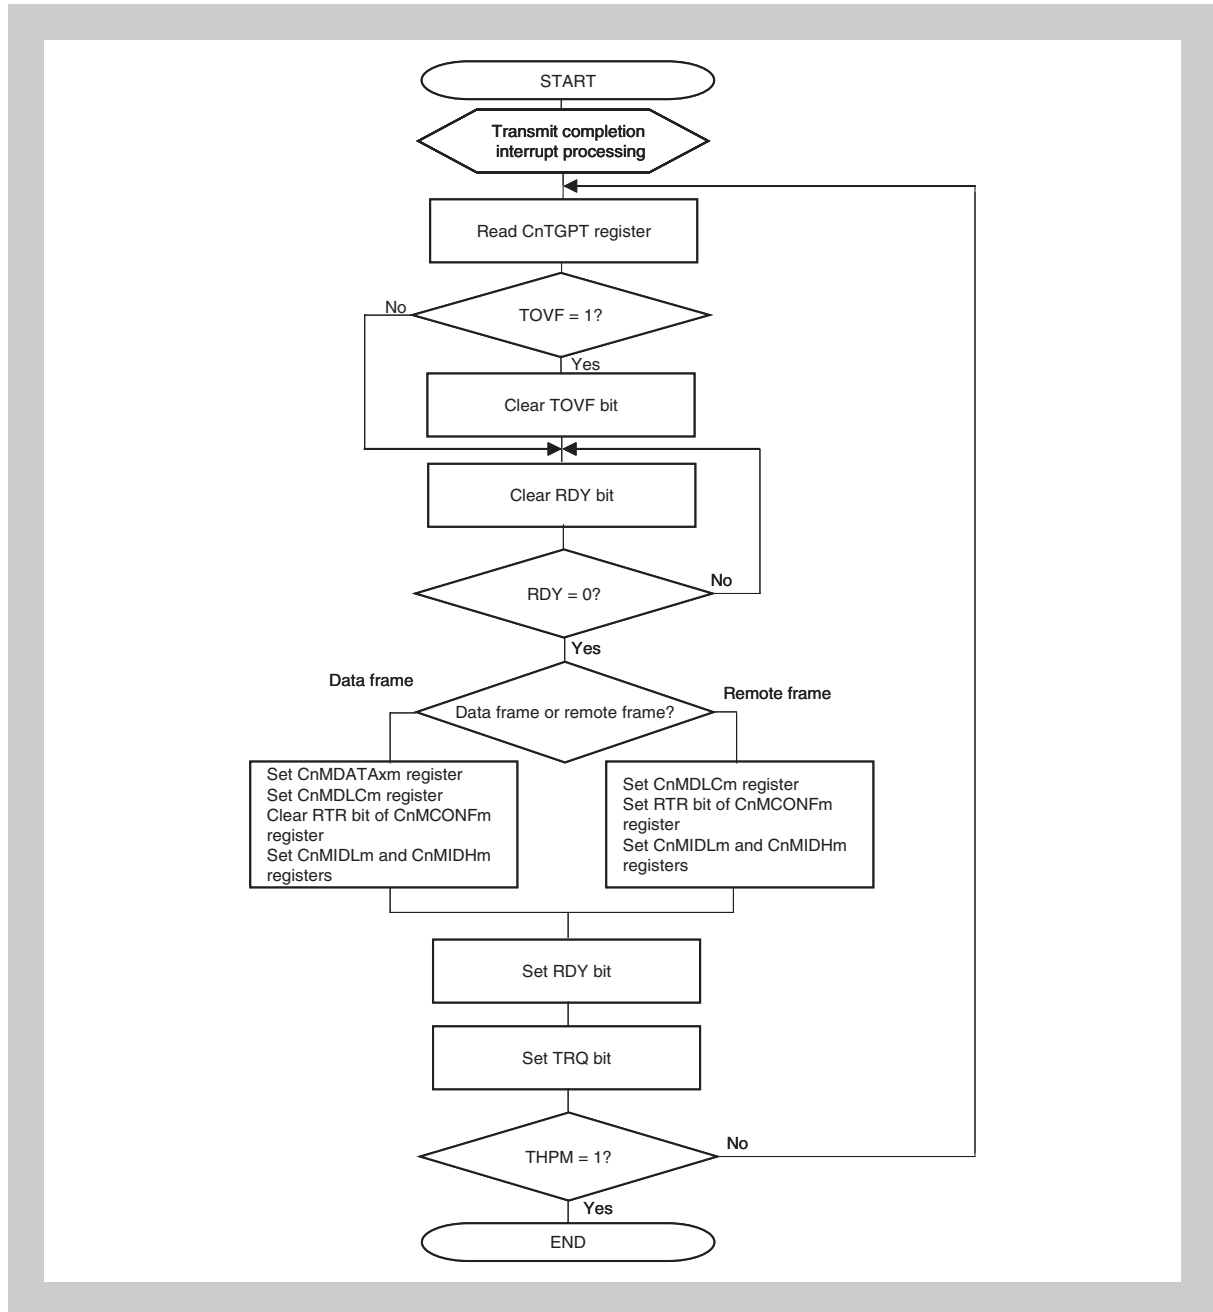 START
Transmit completion
interrupt processing
Read CnTGPT register
No
TOVF = 1?
Yes
Clear TOVF bit
Clear RDY bit
RDY = 0?
No
Yes
Data frame
Remote frame
Data frame or remote frame?
Set CnMDATAxm register
Set CnMDLCm register
Clear RTR bit of CnMCONFm
register
Set CnMIDLm and CnMIDHm
registers
Set CnMDLCm register
Set RTR bit of CnMCONFm
register
Set CnMIDLm and CnMIDHm
registers
Set RDY bit
Set TRQ bit
THPM = 1?
No
Yes
END